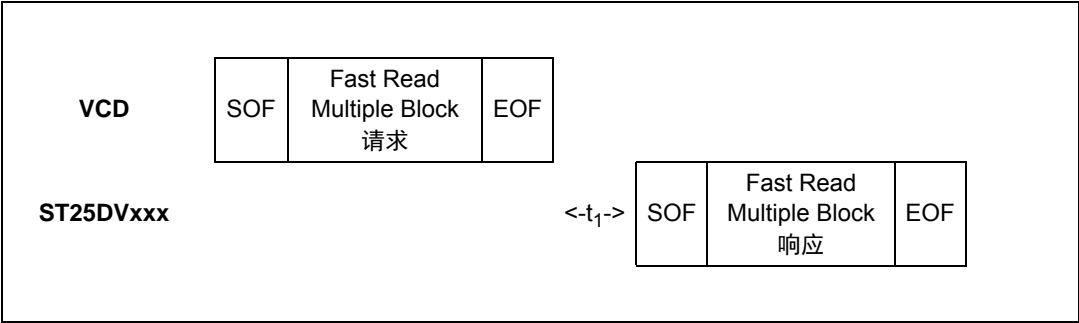 VCD
SOF
Fast Read
Multiple Block
请求
EOF
ST25DVxxx
<-t1->
SOF
Fast Read
Multiple Block
响应
EOF